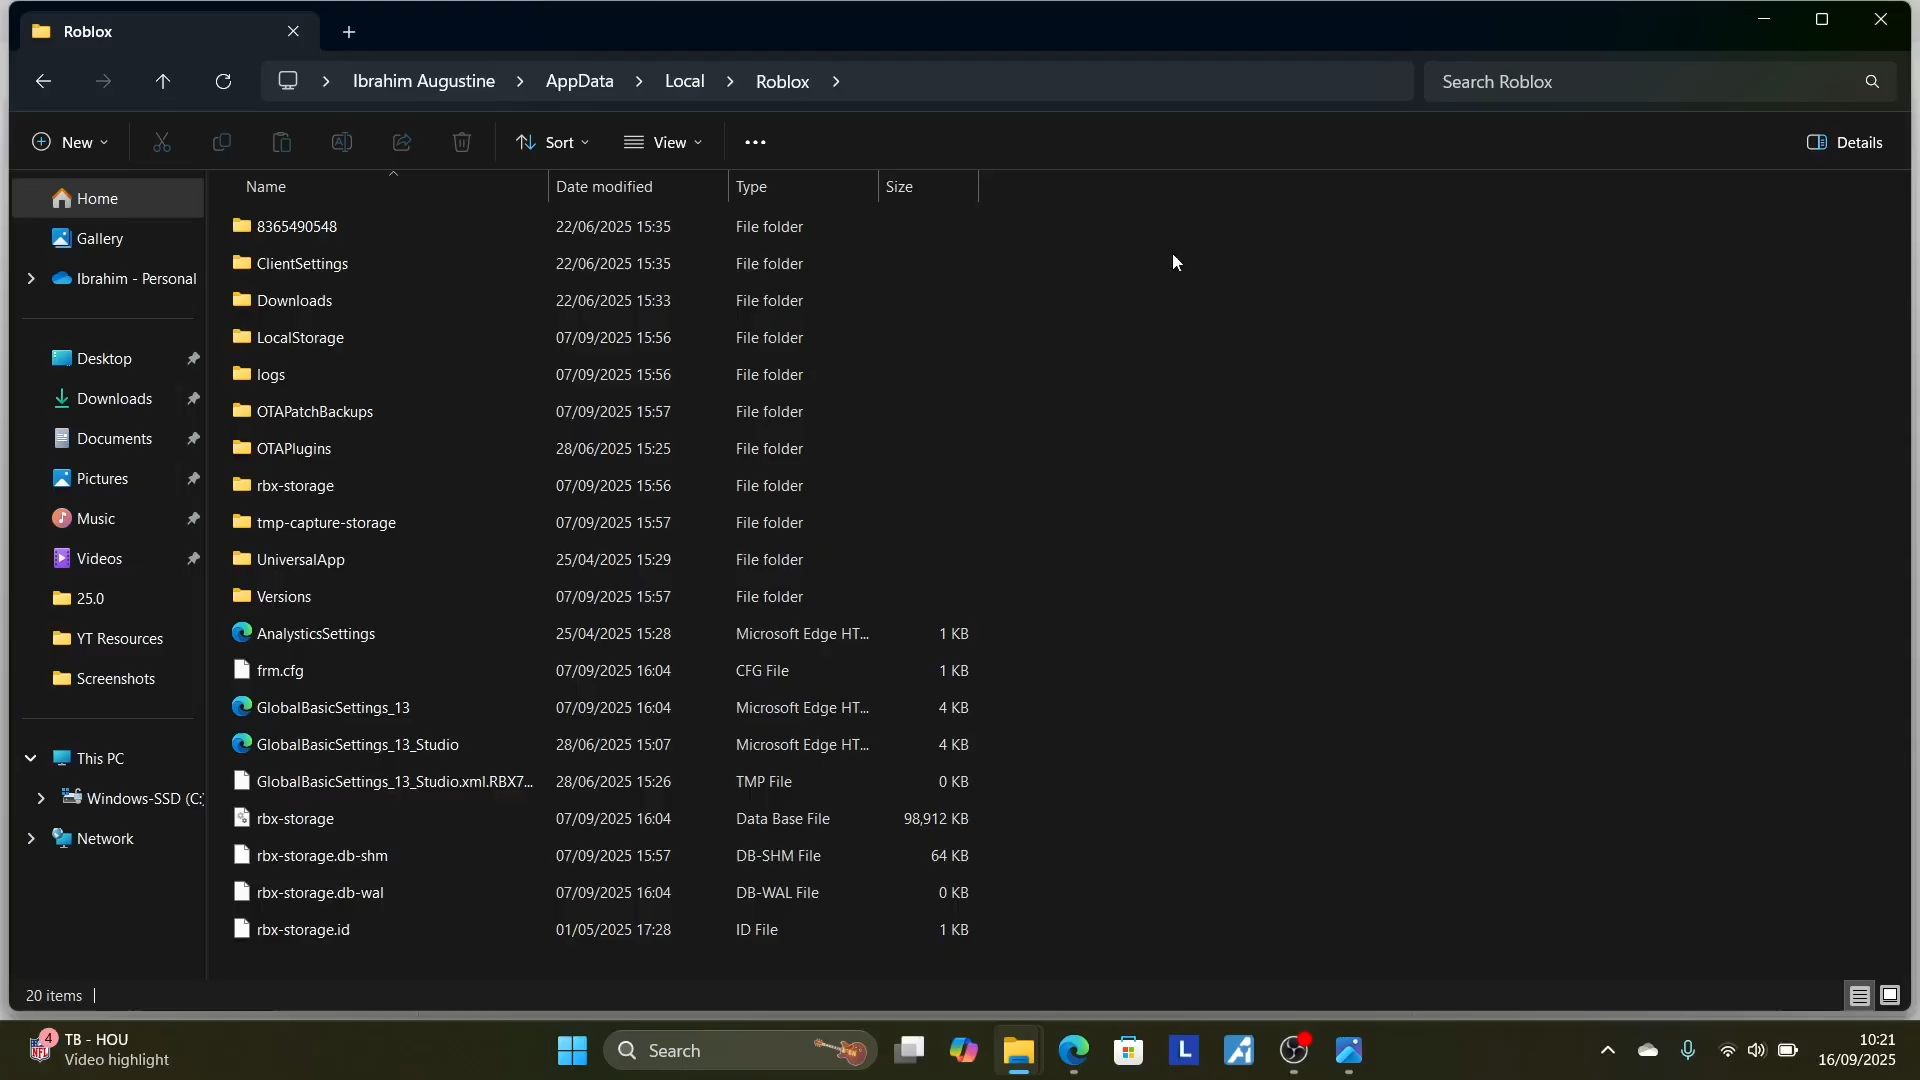 Roblox
Ibrahim Augustine > AppData > Local > Roblox >
Search Roblox
New
Sort
View
Details
Name Date modified Type Size
Home
Gallery
Ibrahim - Personal
Desktop
Downloads
Documents
Pictures
Music
Videos
25.0
YT Resources
Screenshots
This PC
Windows-SSD (C:)
Network
8365490548 22/06/2025 15:35 File folder
ClientSettings 22/06/2025 15:35 File folder
Downloads 22/06/2025 15:33 File folder
LocalStorage 07/09/2025 15:56 File folder
logs 07/09/2025 15:56 File folder
OTAPatchBackups 07/09/2025 15:57 File folder
OTAPlugins 28/06/2025 15:25 File folder
rbx-storage 07/09/2025 15:56 File folder
tmp-capture-storage 07/09/2025 15:57 File folder
UniversalApp 25/04/2025 15:29 File folder
Versions 07/09/2025 15:57 File folder
AnalysticsSettings 25/04/2025 15:28 Microsoft Edge HT... 1 KB
frm.cfg 07/09/2025 16:04 CFG File 1 KB
GlobalBasicSettings_13 07/09/2025 16:04 Microsoft Edge HT... 4 KB
GlobalBasicSettings_13_Studio 28/06/2025 15:07 Microsoft Edge HT... 4 KB
GlobalBasicSettings_13_Studio.xml.RBX7... 28/06/2025 15:26 TMP File 0 KB
rbx-storage 07/09/2025 16:04 Data Base File 98,912 KB
rbx-storage.db-shm 07/09/2025 15:57 DB-SHM File 64 KB
rbx-storage.db-wal 07/09/2025 16:04 DB-WAL File 0 KB
rbx-storage.id 01/05/2025 17:28 ID File 1 KB
20 items
4
NFL
TB - HOU
Video highlight
Search
L
10:21
16/09/2025